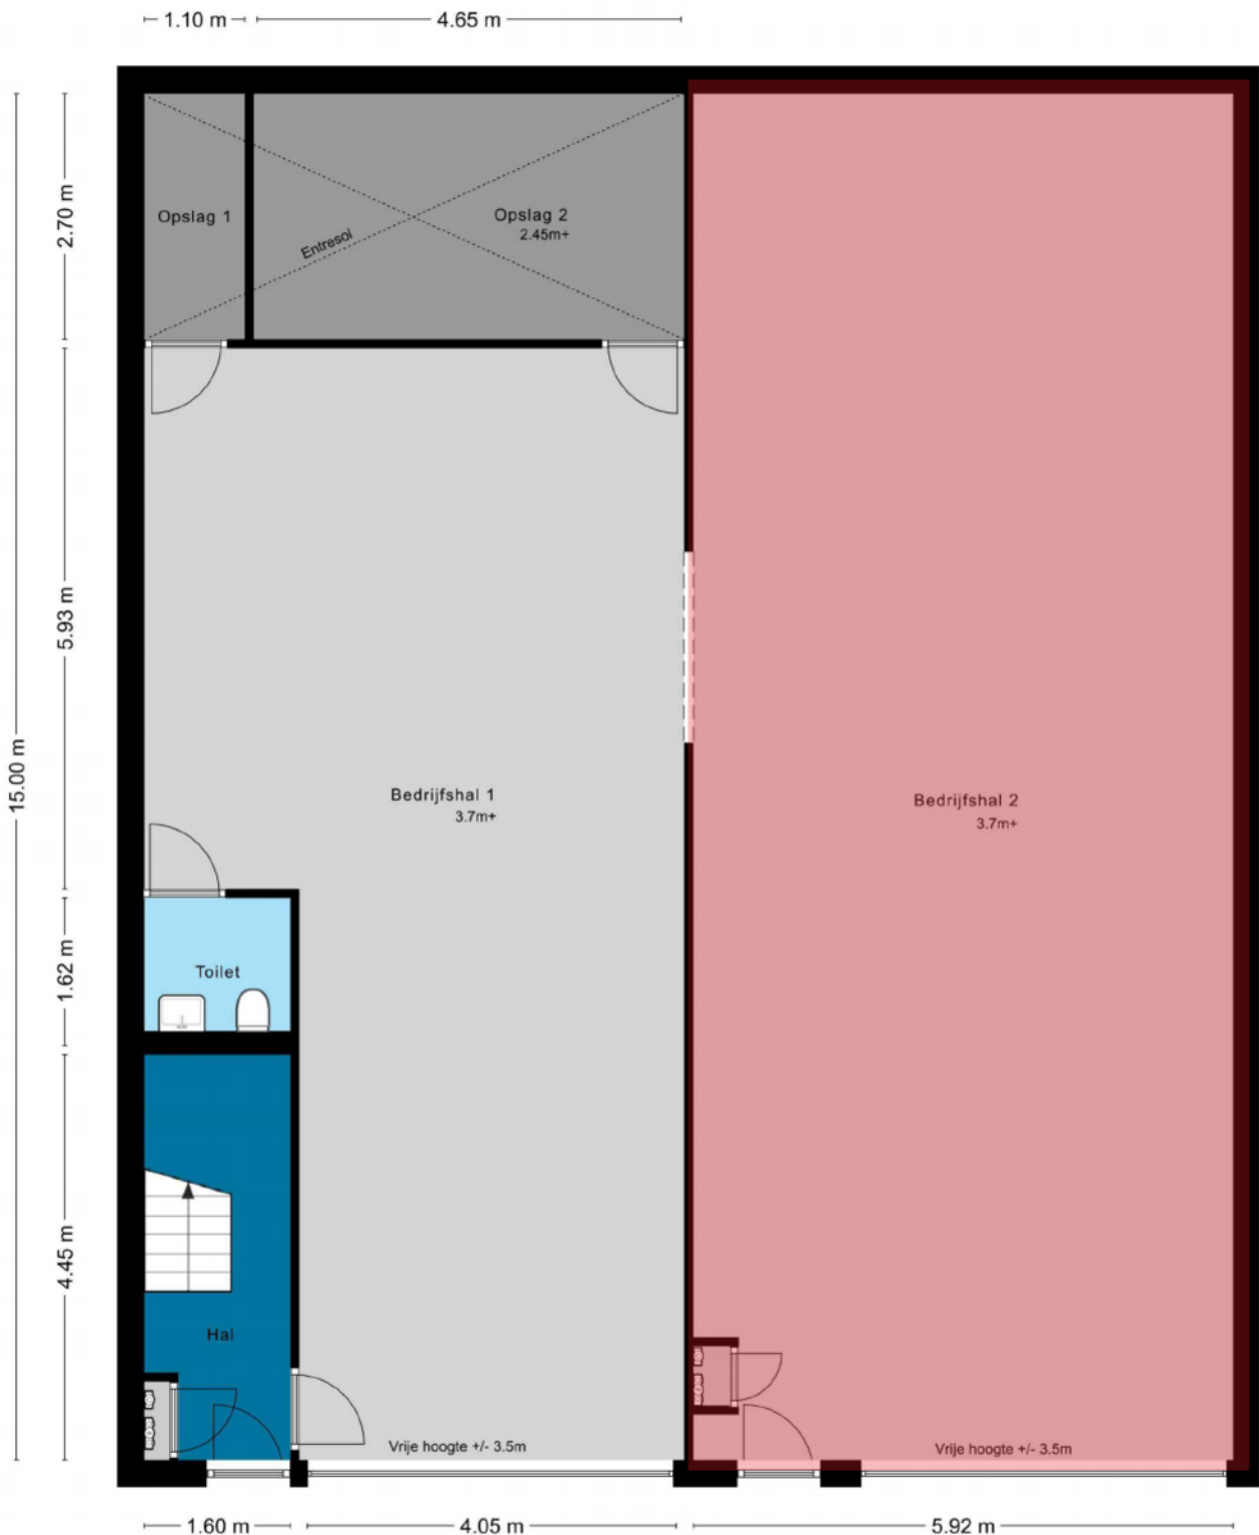 1.10 m
4.65 m
2.70 m
Opslag 1
Opslag 2
2.45m+
Entresol
5.93 m
15.00 m
Bedrijfshal 1
3.7m+
Bedrijfshal 2
3.7m+
1.62 m
Toilet
4.45 m
Hal
Vrije hoogte +/- 3.5m
Vrije hoogte +/- 3.5m
1.60 m
4.05 m
5.92 m